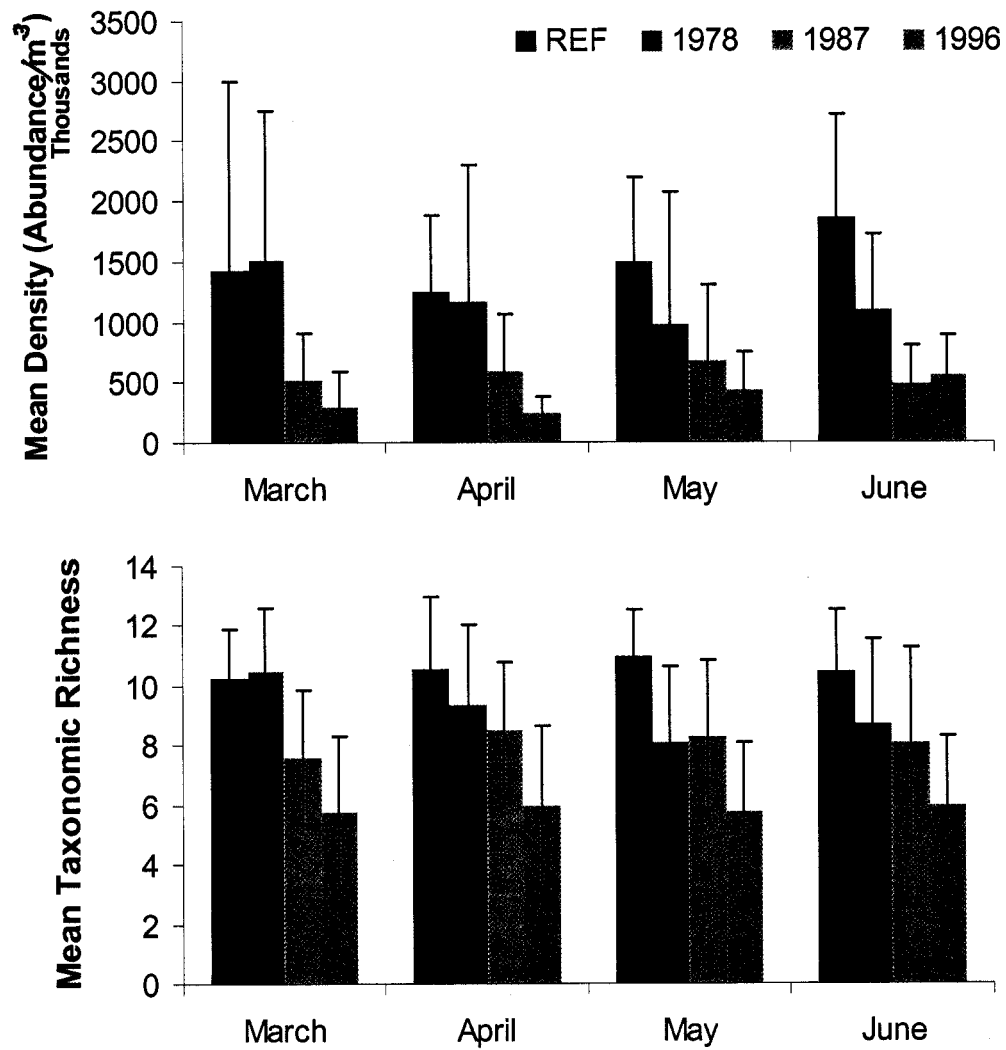 Mean Density (Abundance/m-3)
Thousands
3500
3000
2500
2000
1500
1000
500
0
REF 1978 1987 1996
March April May June
Mean Taxonomic Richness
14
12
10
8
6
4
2
0
March April May June